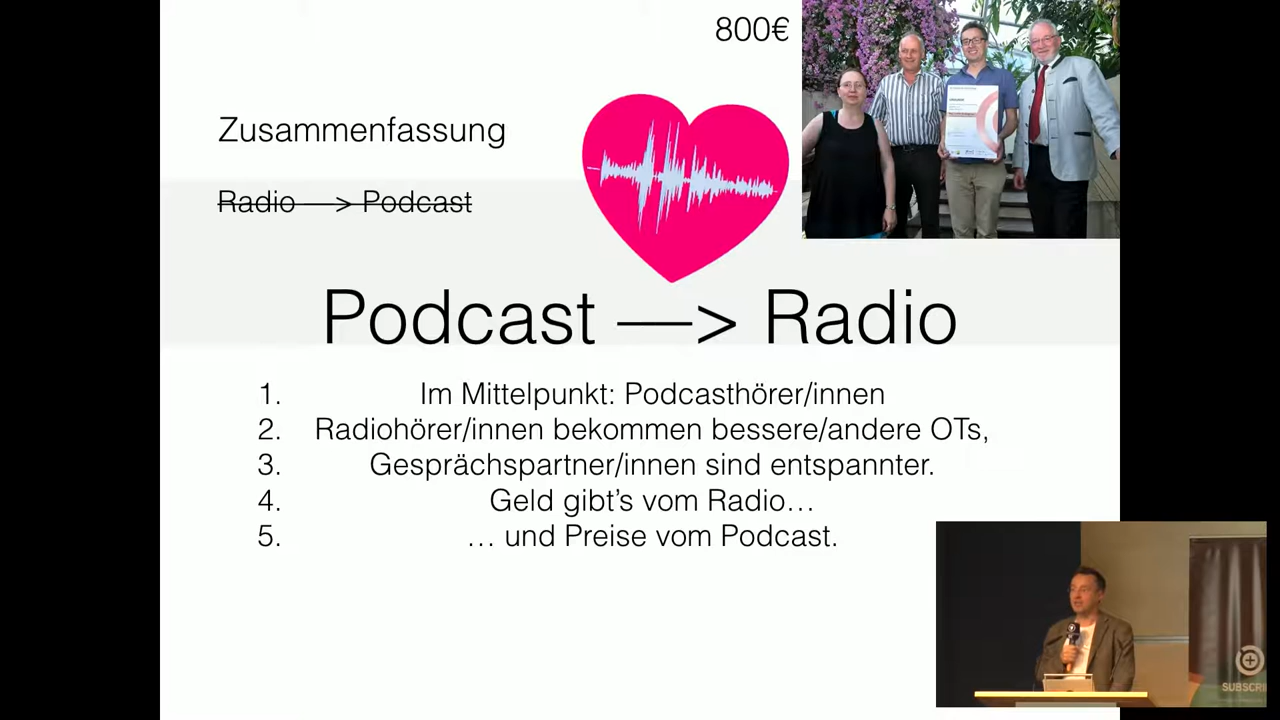 800€
Zusammenfassung
Radio —> Podcast
Podcast —> Radio
1. Im Mittelpunkt: Podcasthörer/innen
2. Radiohörer/innen bekommen bessere/andere OTs,
3. Gesprächspartner/innen sind entspannter.
4. Geld gibt's vom Radio…
5. … und Preise vom Podcast.